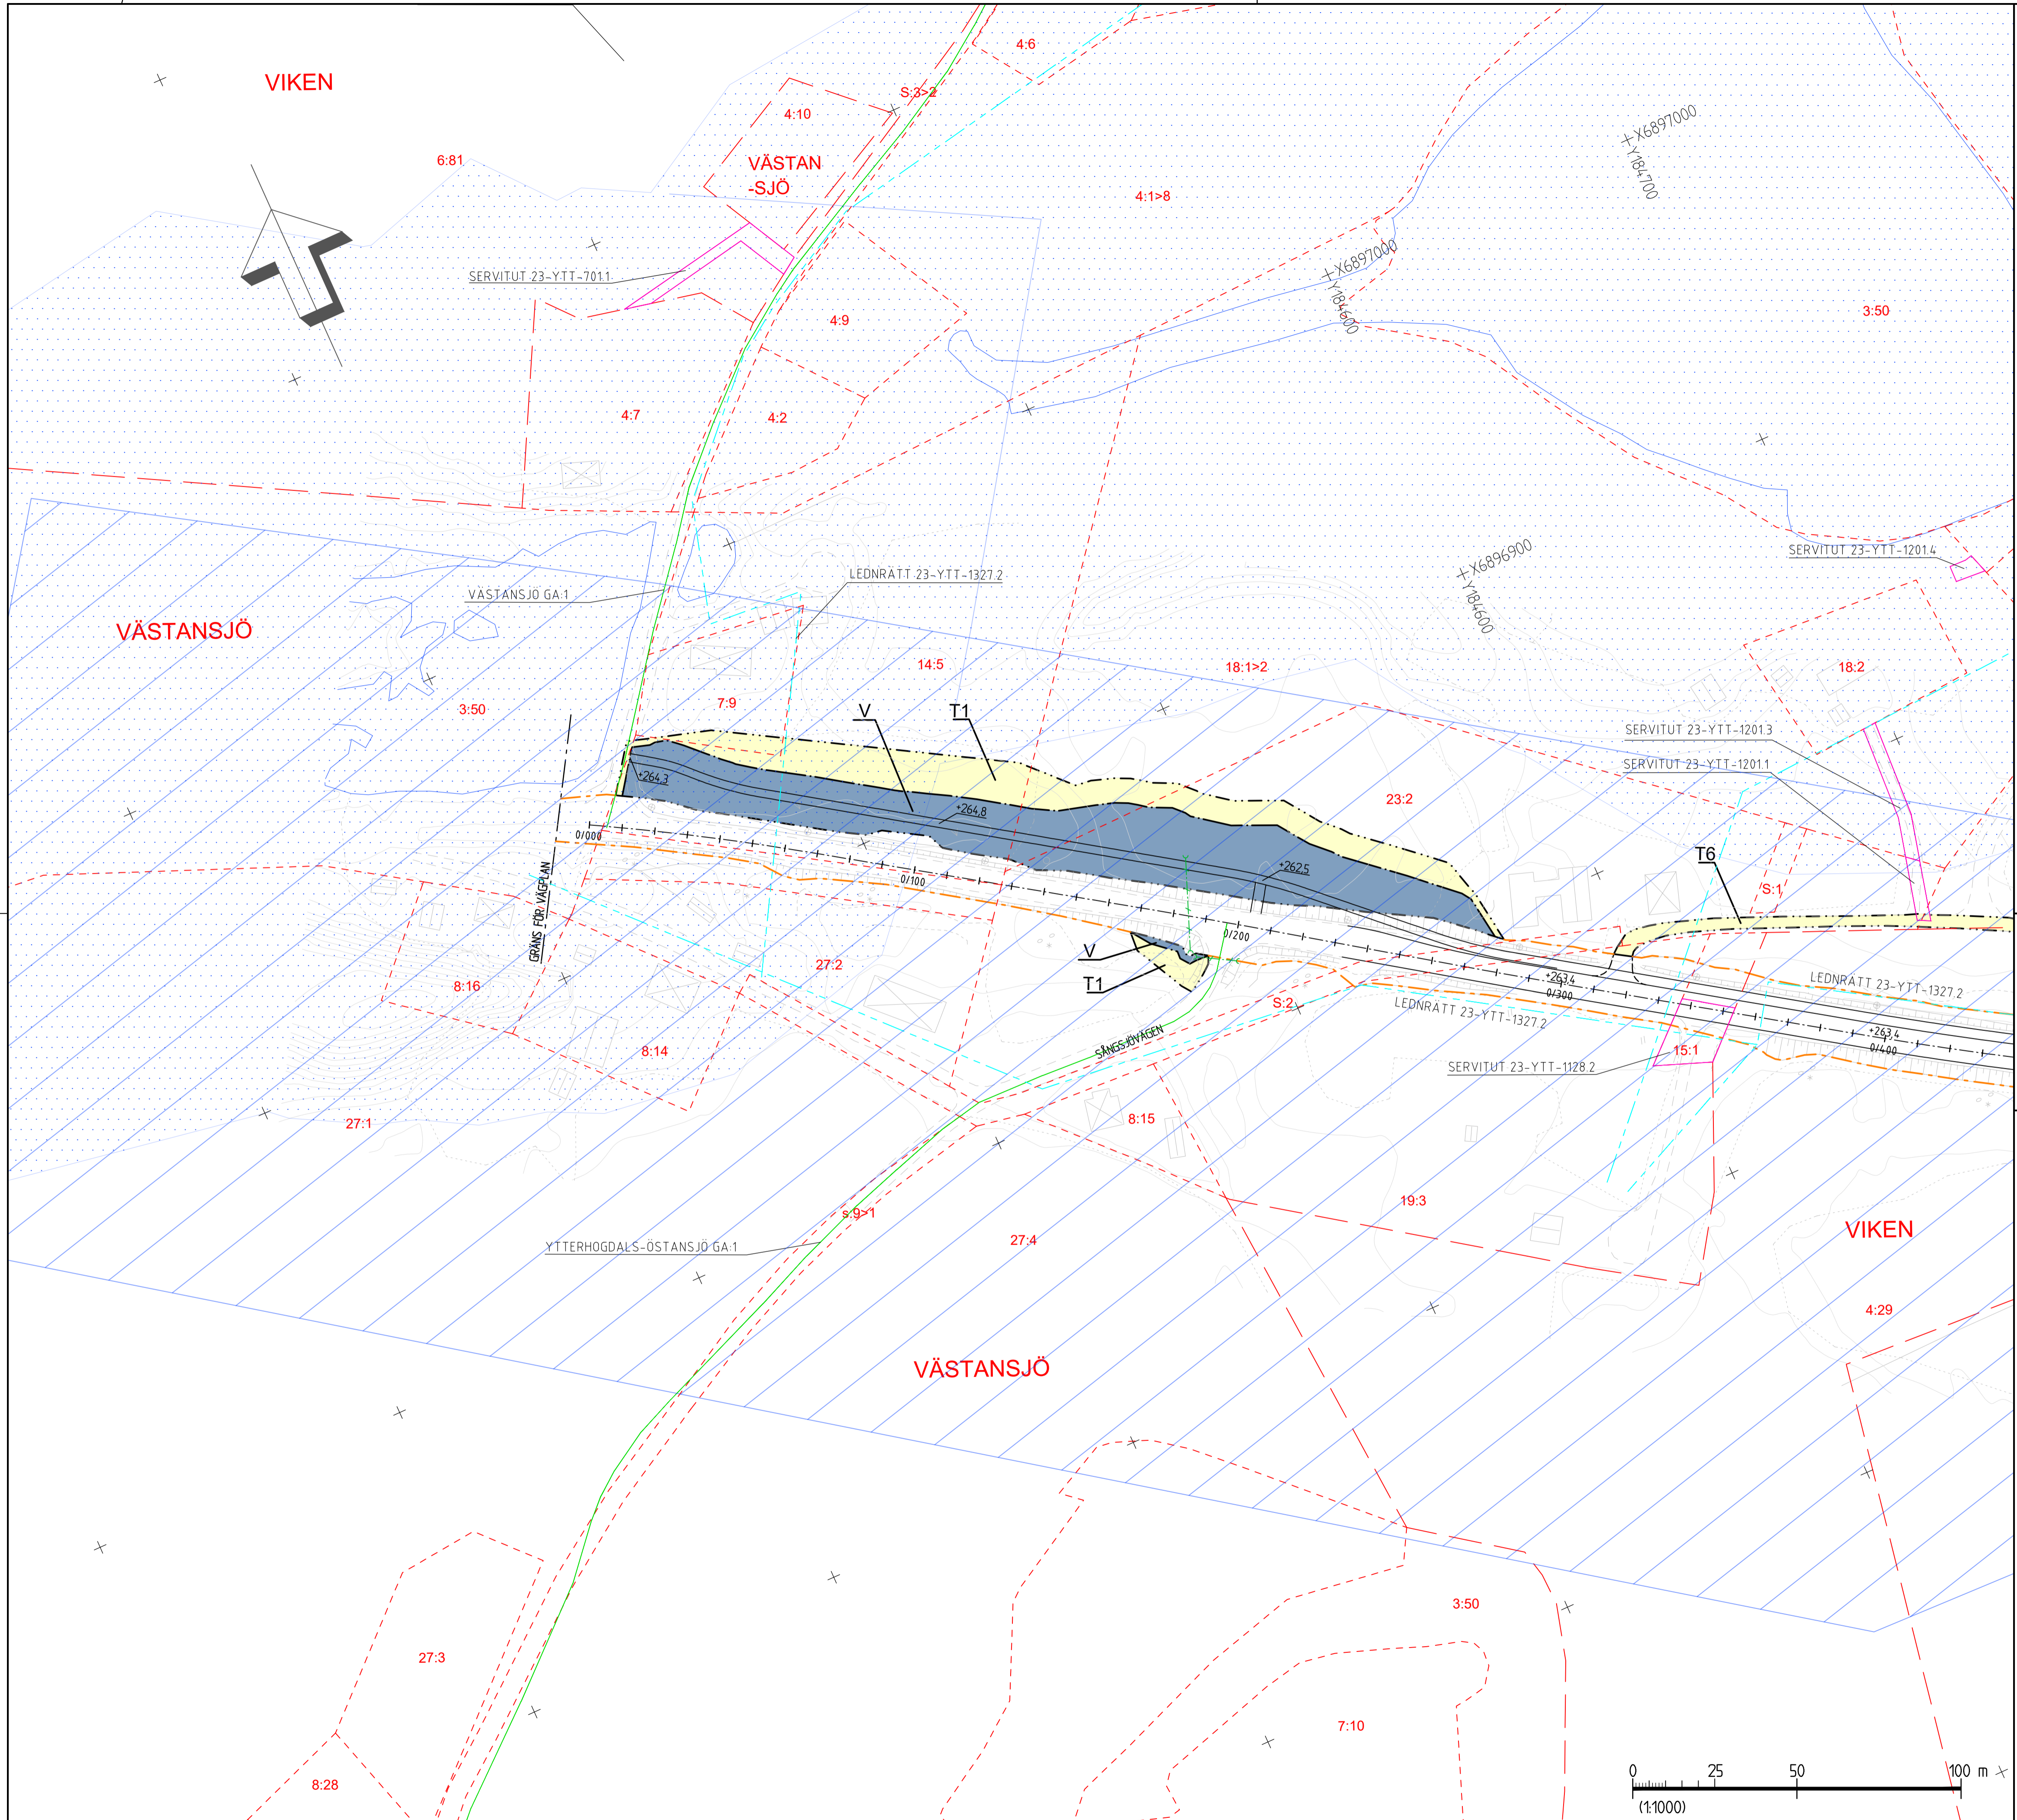 VIKEN
4:6
S:3>2
4:10
VÄSTAN
-SJÖ
6:81
4:1>8
X6897000
Y184700
X6897000
Y184600
SERVITUT 23-YTT-701.1
4:9
3:50
4:7
4:2
SERVITUT 23-YTT-1201.4
X6896900
Y184600
LEDNRÄTT 23-YTT-1327.2
VÄSTANSJÖ GA:1
VÄSTANSJÖ
14:5
18:1>2
18:2
3:50
7:9
V
T1
SERVITUT 23-YTT-1201.3
SERVITUT 23-YTT-1201.1
+264.3
+264,8
23:2
0/000
GRÄNS FÖR VÄGPLAN
0/100
+262,5
T6
S:1
0/200
V
T1
27:2
8:16
+263,4
0/300
LEDNRÄTT 23-YTT-1327.2
S:2
LEDNRÄTT 23-YTT-1327.2
SÅNGSJÖVÄGEN
+263,4
0/400
8:14
15:1
SERVITUT 23-YTT-1128.2
27:1
8:15
19:3
s:9>1
YTTERHOGDALS-ÖSTANSJÖ GA:1
27:4
VIKEN
4:29
VÄSTANSJÖ
3:50
27:3
7:10
8:28
0 25 50 100 m
(1:1000)